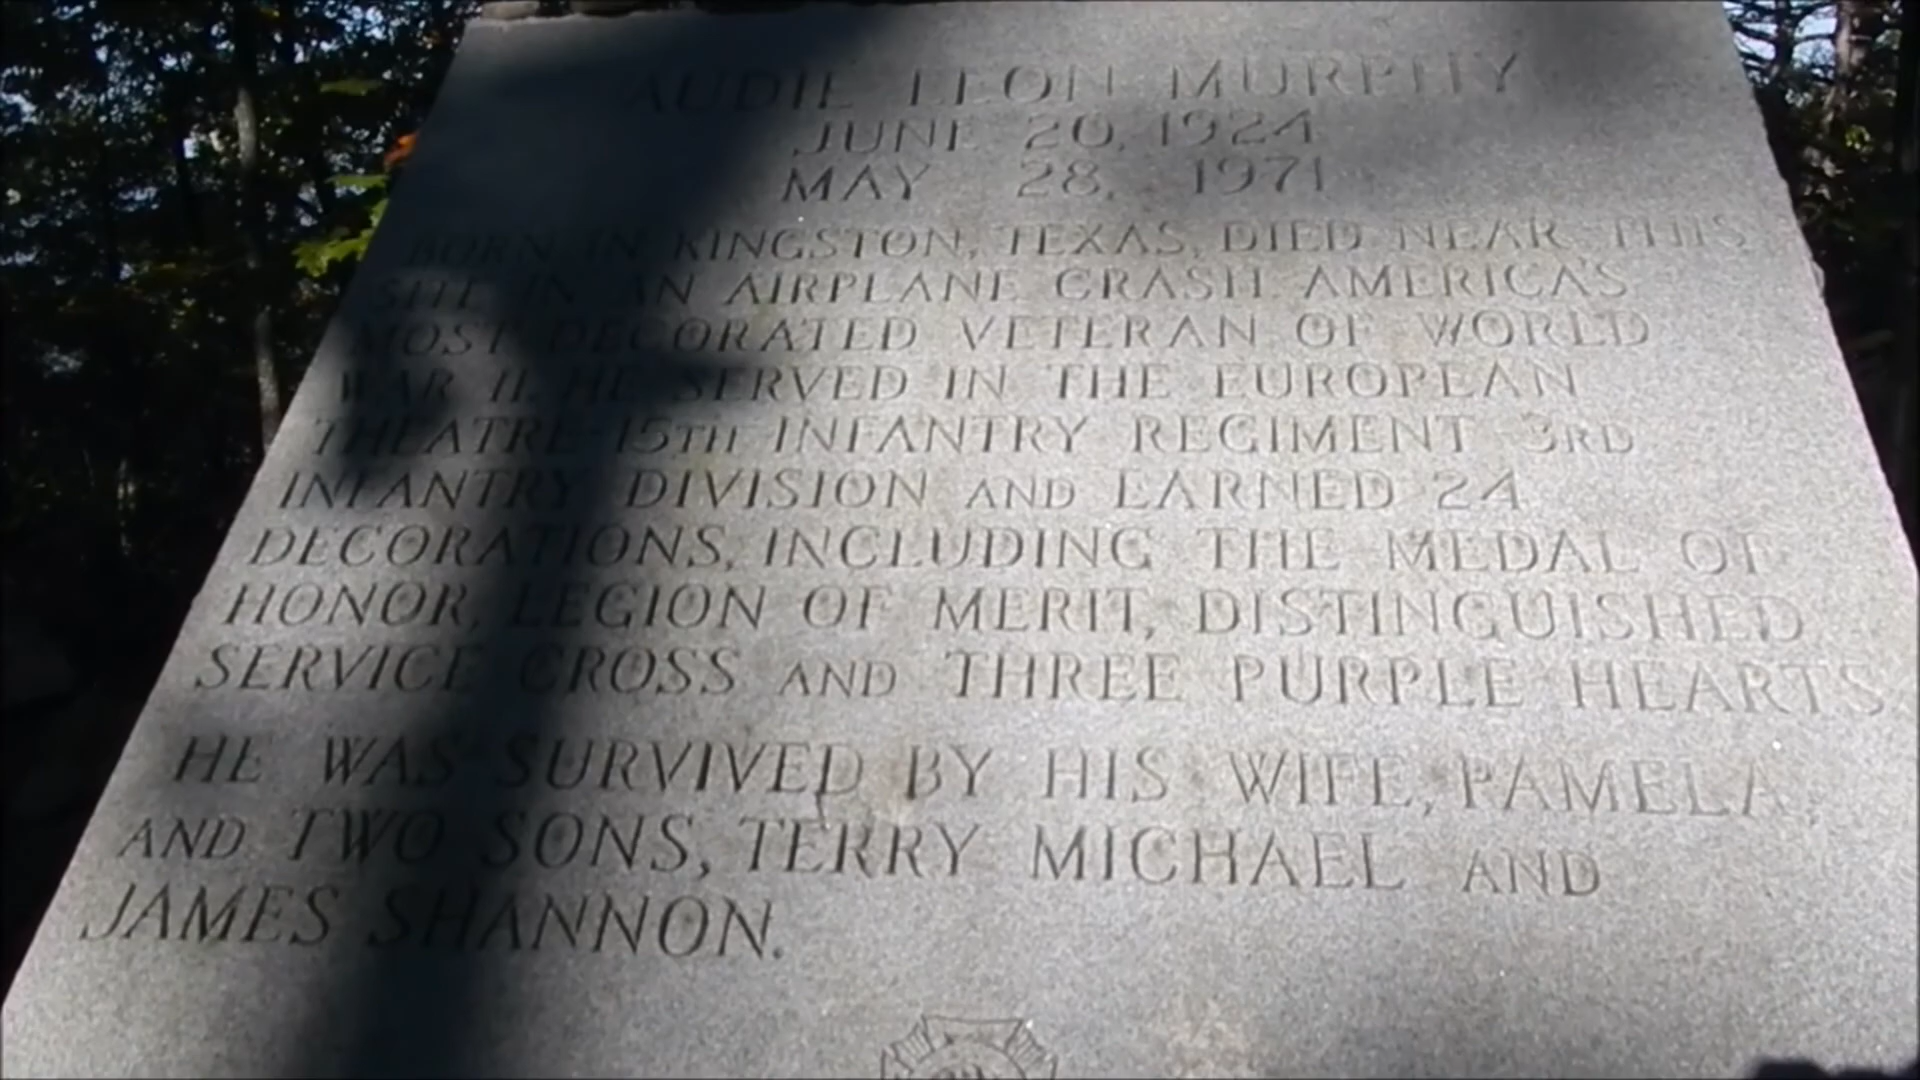 AUDIE LEON MURPHY
JUNE 20, 1924
MAY 28, 1971
BORN IN KINGSTON, TEXAS, DIED NEAR THIS
SITE IN AN AIRPLANE CRASH. AMERICA'S
MOST DECORATED VETERAN OF WORLD
WAR II. HE SERVED IN THE EUROPEAN
THEATRE-15TH INFANTRY REGIMENT 3RD
INFANTRY DIVISION AND EARNED 24
DECORATIONS, INCLUDING THE MEDAL OF
HONOR, LEGION OF MERIT, DISTINGUISHED
SERVICE CROSS AND THREE PURPLE HEARTS.
HE WAS SURVIVED BY HIS WIFE, PAMELA,
AND TWO SONS, TERRY MICHAEL AND
JAMES SHANNON.